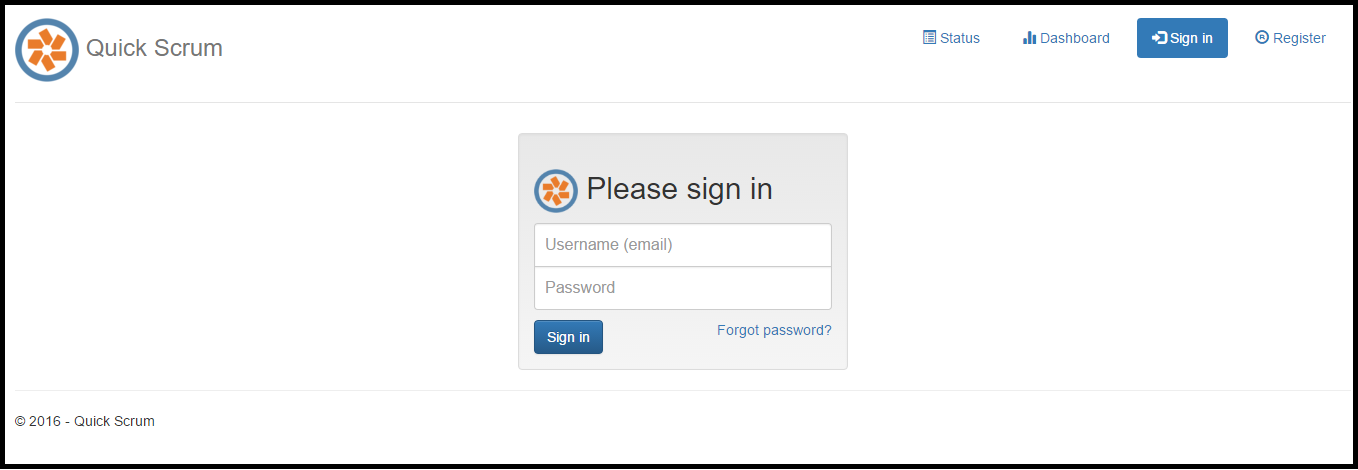 Quick Scrum
Status Dashboard Sign in ® Register
Please sign in
Username (email)
Password
Sign in Forgot password?
© 2016 - Quick Scrum